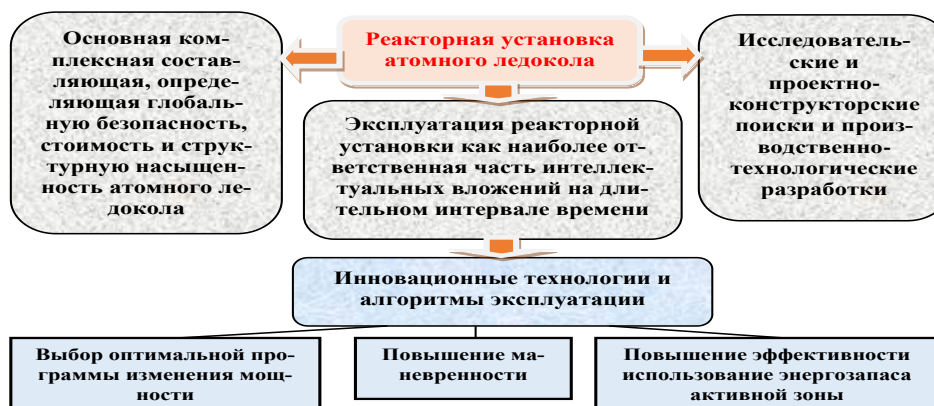 Реакторная установка
атомного ледокола
Основная ком-
плексная состав-
ляющая, опреде-
ляющая глобаль-
ную безопасность,
стоимость и струк-
турную насыщен-
ность атомного ле-
докола
Эксплуатация реакторной
установки как наиболее от-
ветственная часть интеллек-
туальных вложений на дли-
тельном интервале времени
Исследователь-
ские и
проектно-
конструкторские
поиски и произ-
водственно-
технологические
разработки
Инновационные технологии и
алгоритмы эксплуатации
Выбор оптимальной про-
граммы изменения мощ-
ности
Повышение ма-
невренности
Повышение эффективности
использование энергозапаса
активной зоны